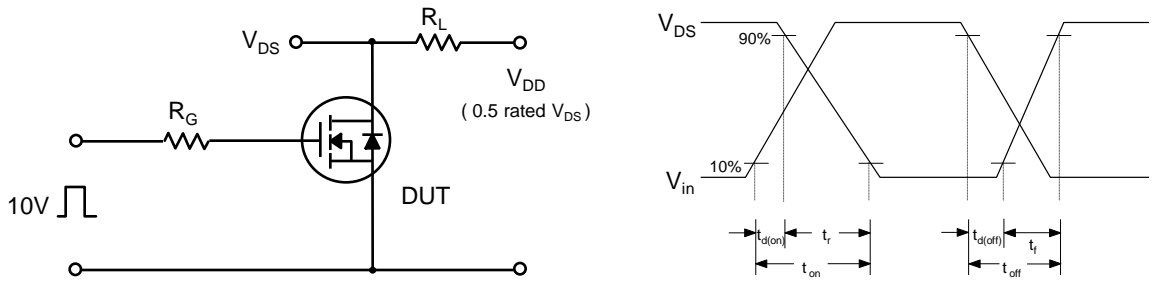 V_DS
R_L
V_DD
( 0.5 rated V_DS )
R_G
DUT
10V
V_DS
90%
10%
V_in
t_d(on)
t_r
t_on
t_d(off)
t_f
t_off